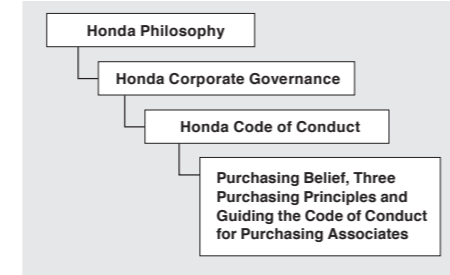 Honda Philosophy
Honda Corporate Governance
Honda Code of Conduct
Purchasing Belief, Three
Purchasing Principles and
Guiding the Code of Conduct
for Purchasing Associates